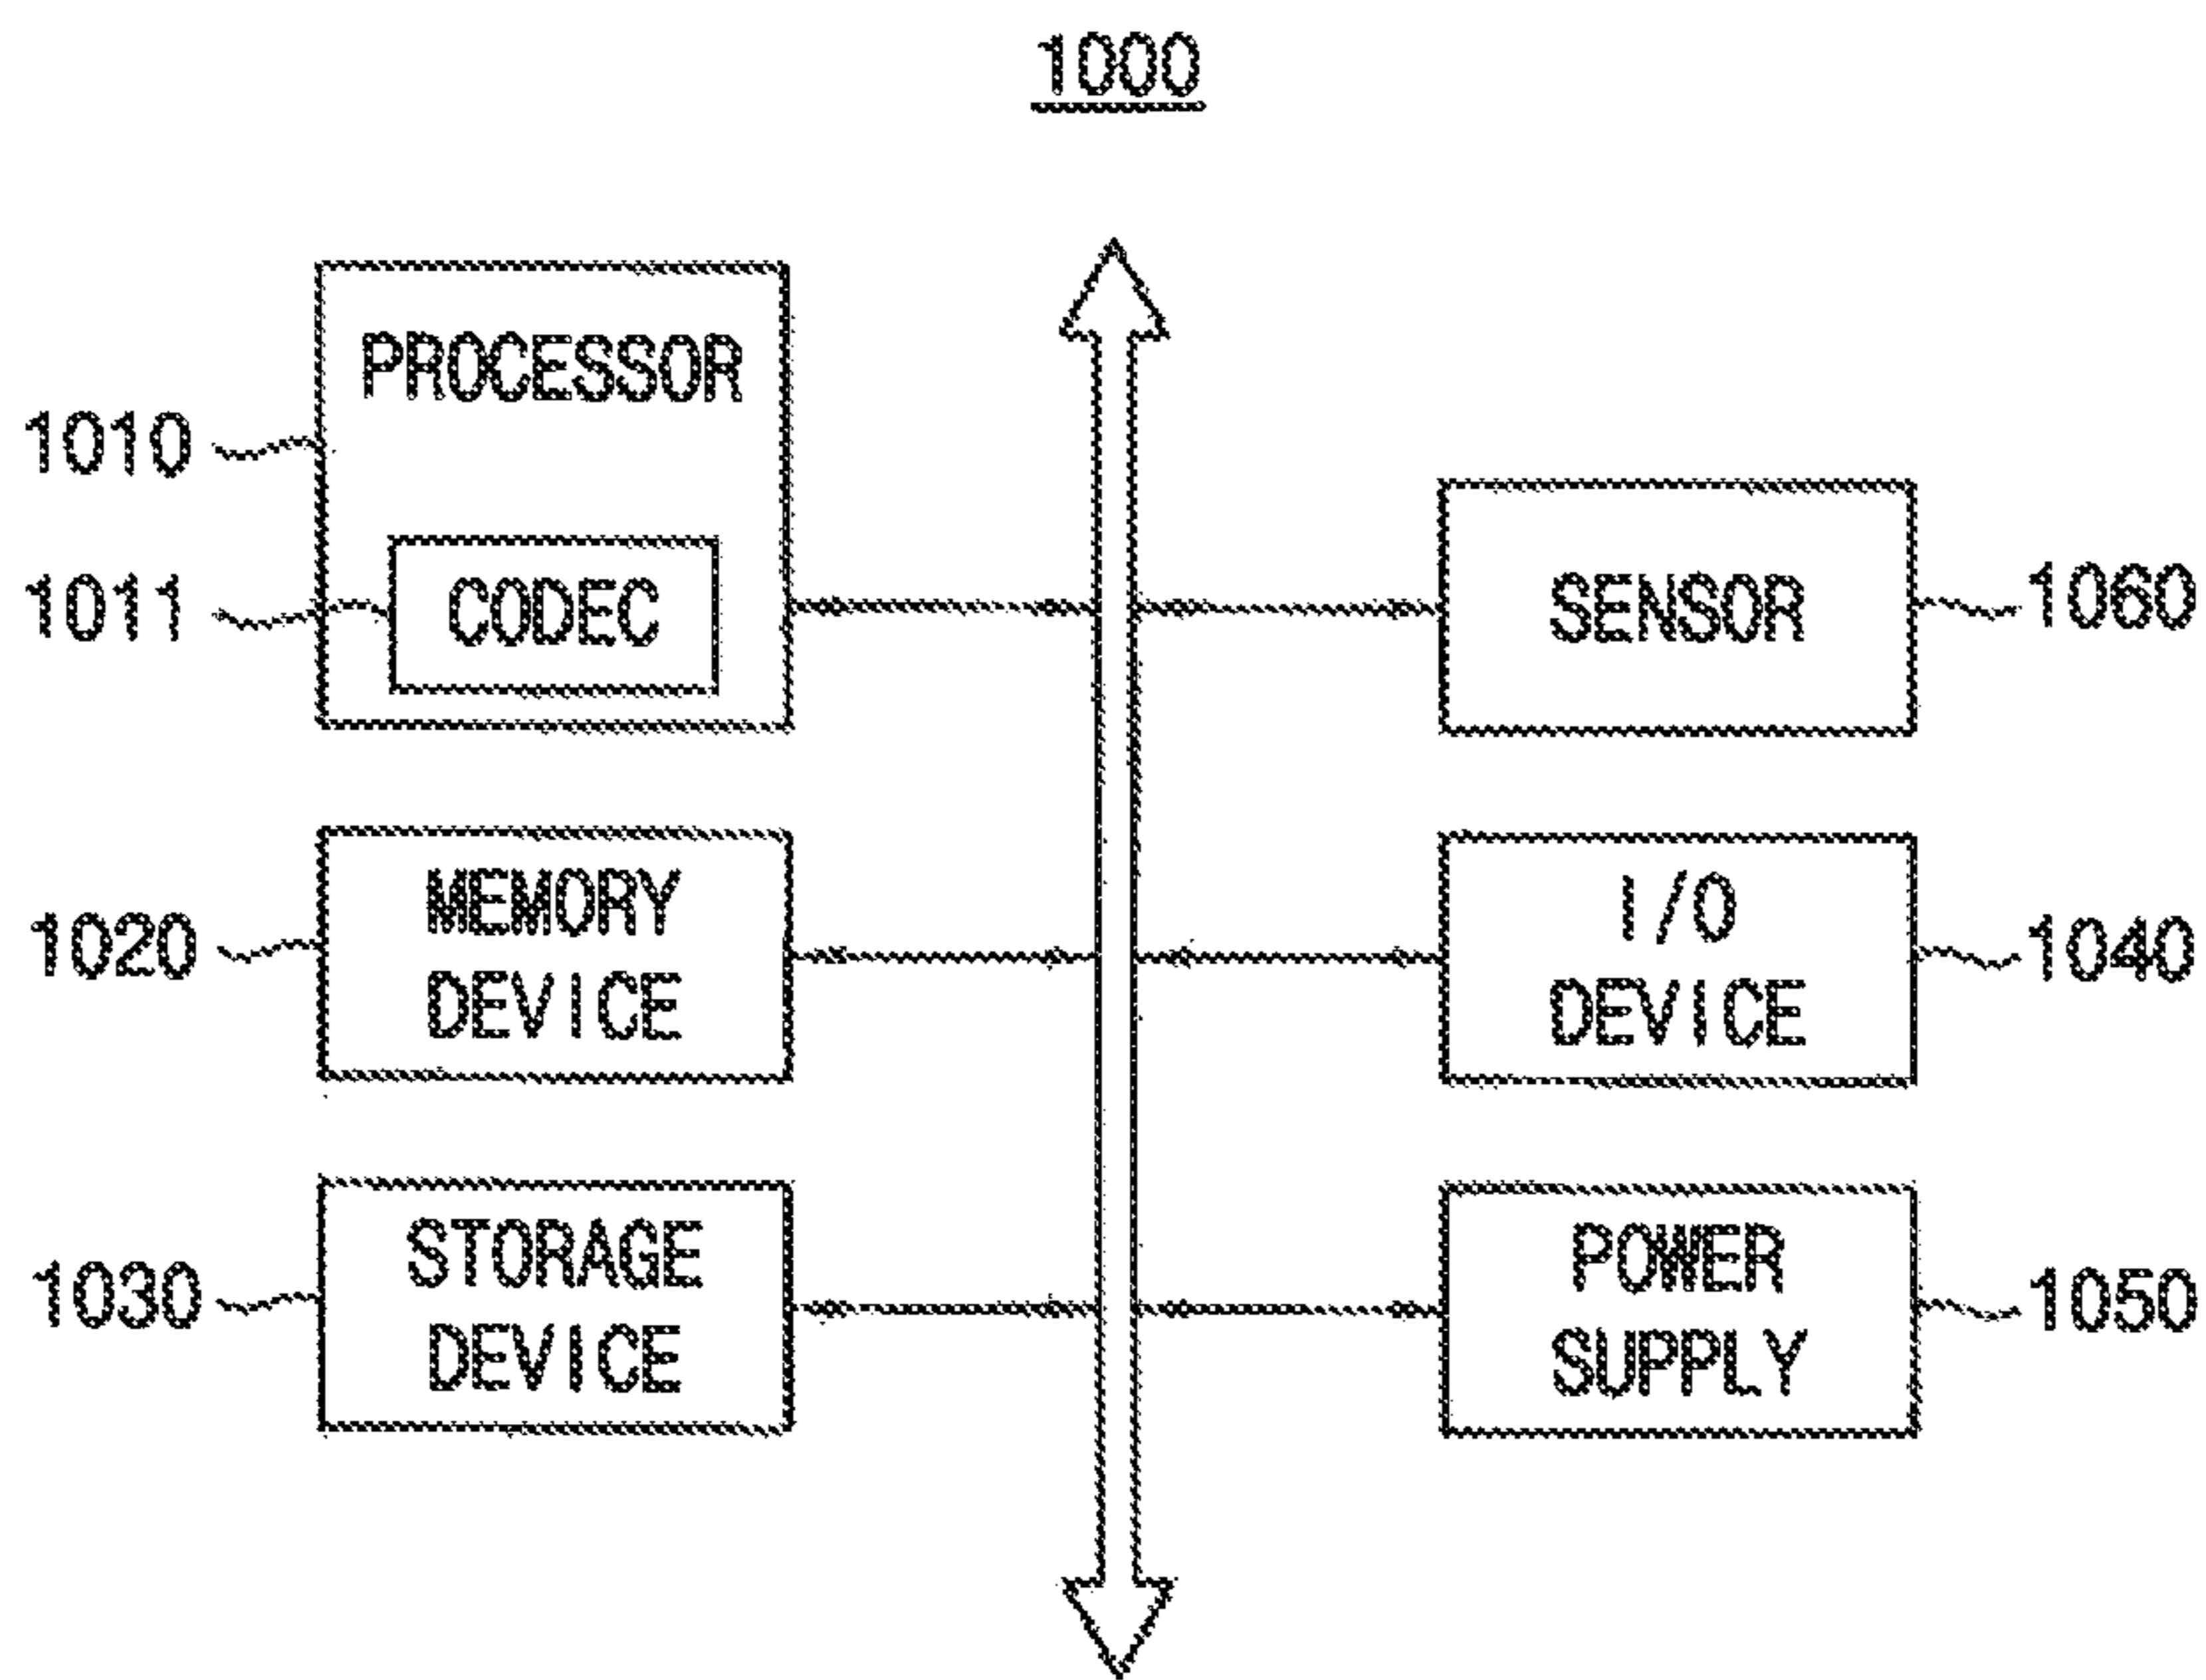 1000
PROCESSOR
1010
1011
CODEC
SENSOR
1060
1020
MEMORY
DEVICE
I/O
DEVICE
1040
1030
STORAGE
DEVICE
POWER
SUPPLY
1050